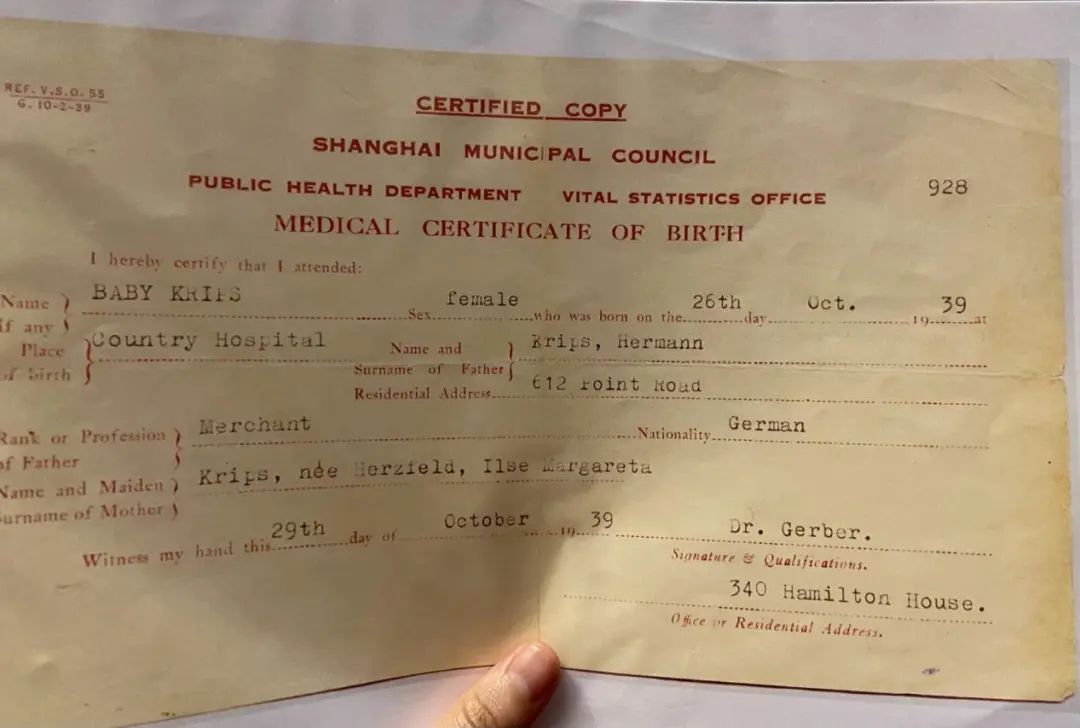 REF. V.S.O. 55
G. 10-2-39
CERTIFIED COPY
SHANGHAI MUNICIPAL COUNCIL
928
PUBLIC HEALTH DEPARTMENT VITAL STATISTICS OFFICE
MEDICAL CERTIFICATE OF BIRTH
I hereby certify that I attended:
Name if any } BABY KRIPS Sex female who was born on the 26th day Oct. 1939 at
Place of birth } Country Hospital Name and Surname of Father } Krips, Hermann
Residential Address 612 Point Road
Rank or Profession of Father } Merchant Nationality German
Name and Maiden Surname of Mother } Krips, née Herzfeld, Ilse Margareta
Witness my hand this 29th day of October 1939 Dr. Gerber.
Signature & Qualifications.
340 Hamilton House.
Office or Residential Address.